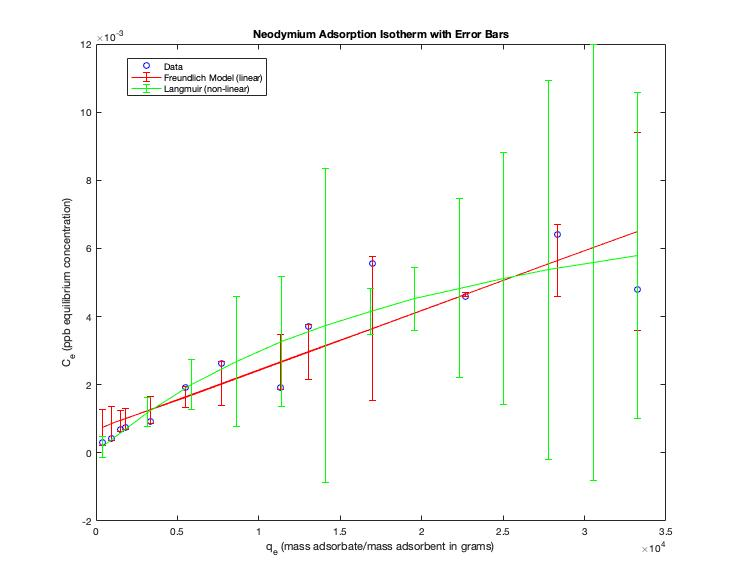 Neodymium Adsorption Isotherm with Error Bars
×10⁻³
12
10
8
6
4
2
0
-2
Data
Freundlich Model (linear)
Langmuir (non-linear)
Cₑ (ppb equilibrium concentration)
0 0.5 1 1.5 2 2.5 3 3.5
×10⁴
qₑ (mass adsorbate/mass adsorbent in grams)